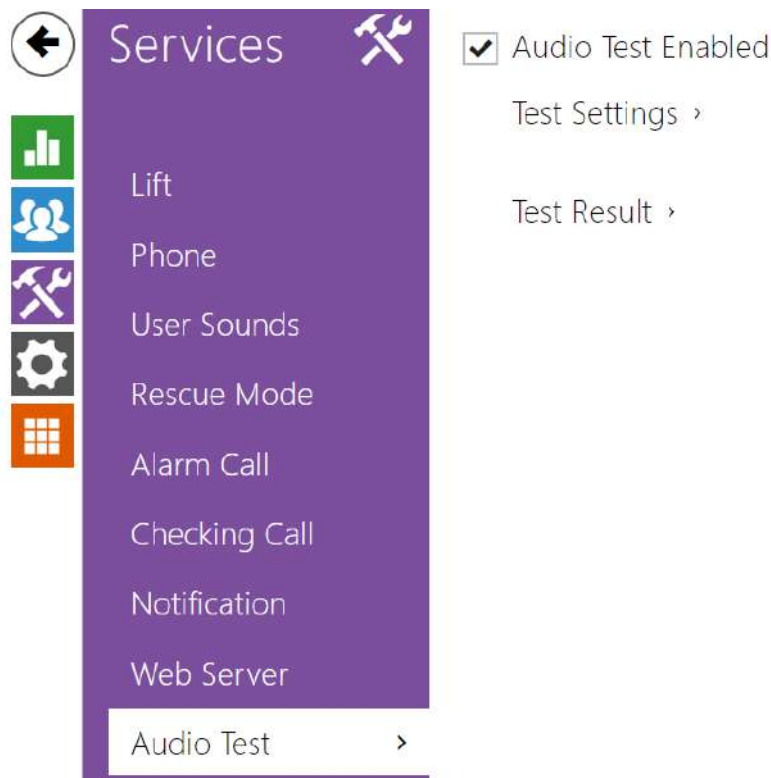 Services
Lift
Phone
User Sounds
Rescue Mode
Alarm Call
Checking Call
Notification
Web Server
Audio Test ›
Audio Test Enabled
Test Settings ›
Test Result ›